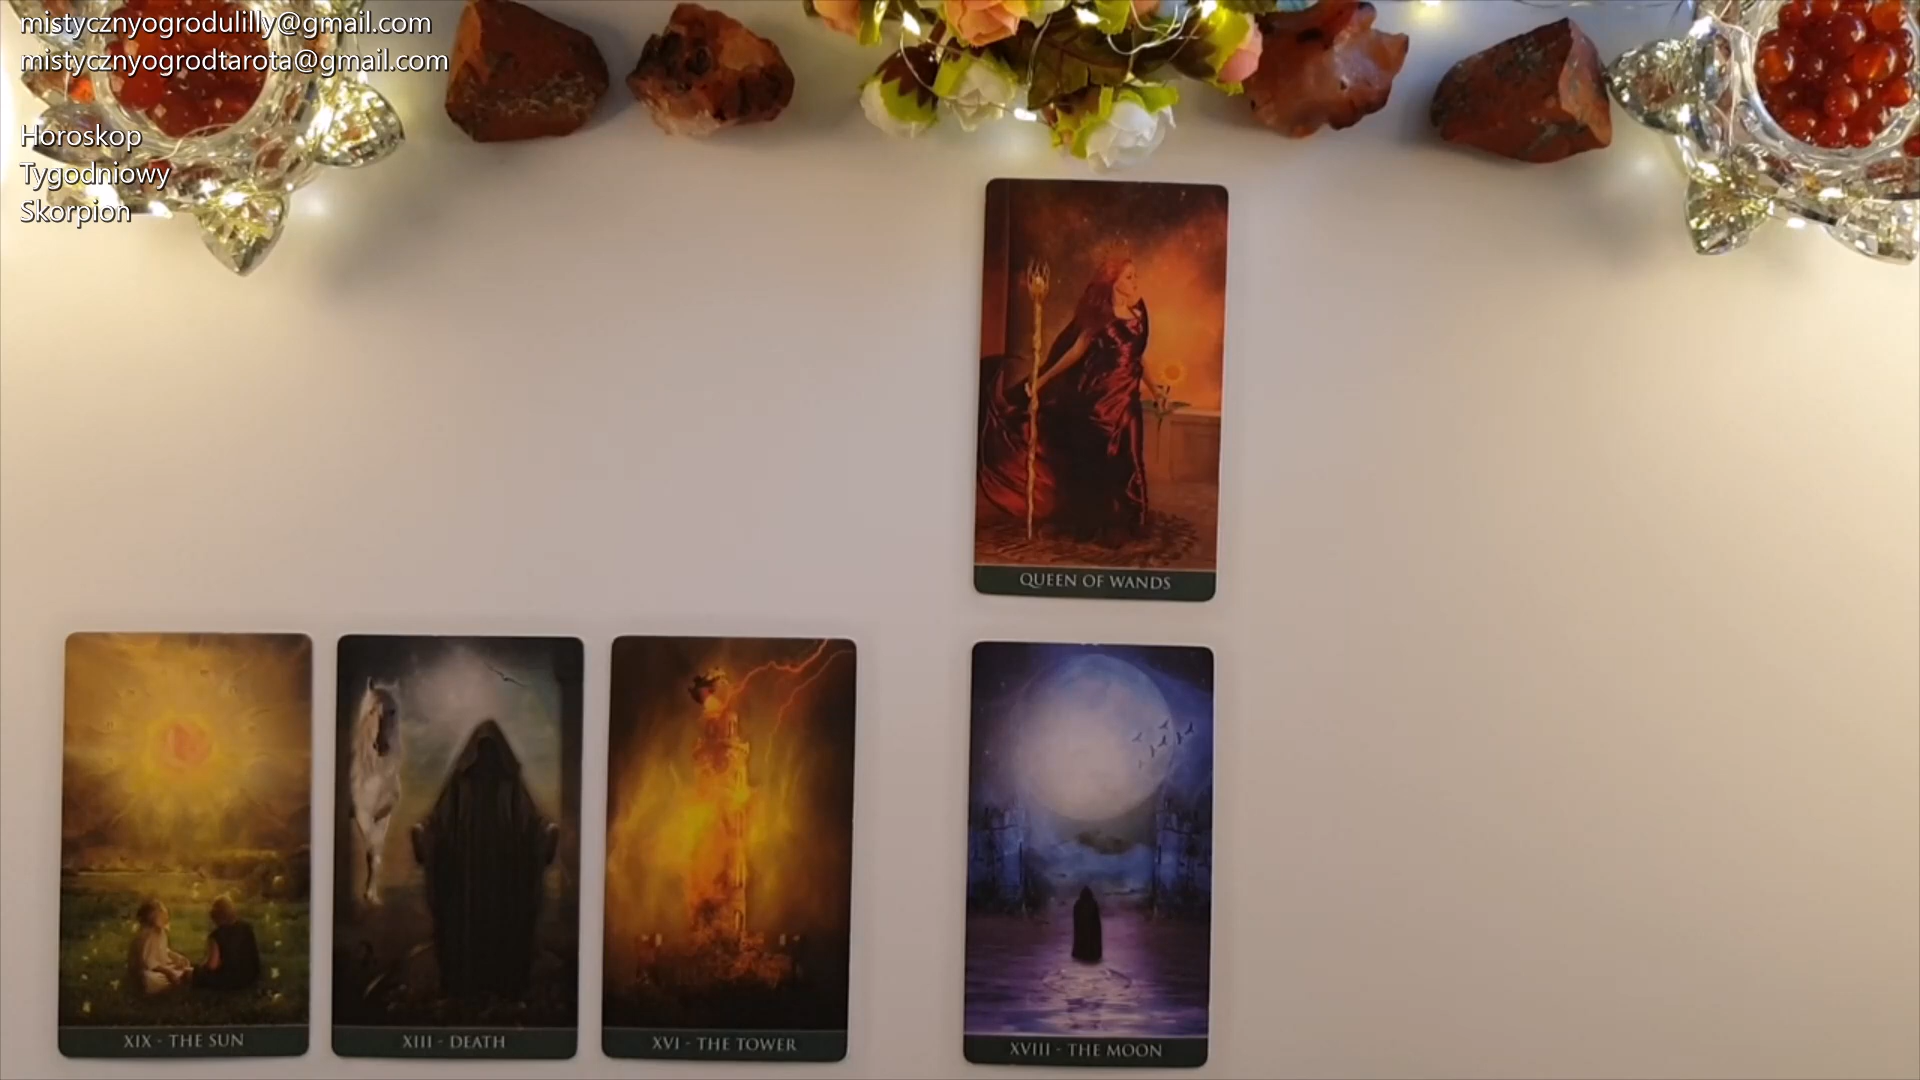 mistycznyogrodulilly@gmail.com
mistycznyogrodtarota@gmail.com
Horoskop
Tygodniowy
Skorpion
QUEEN OF WANDS
XIX - THE SUN
XIII - DEATH
XVI - THE TOWER
XVIII - THE MOON